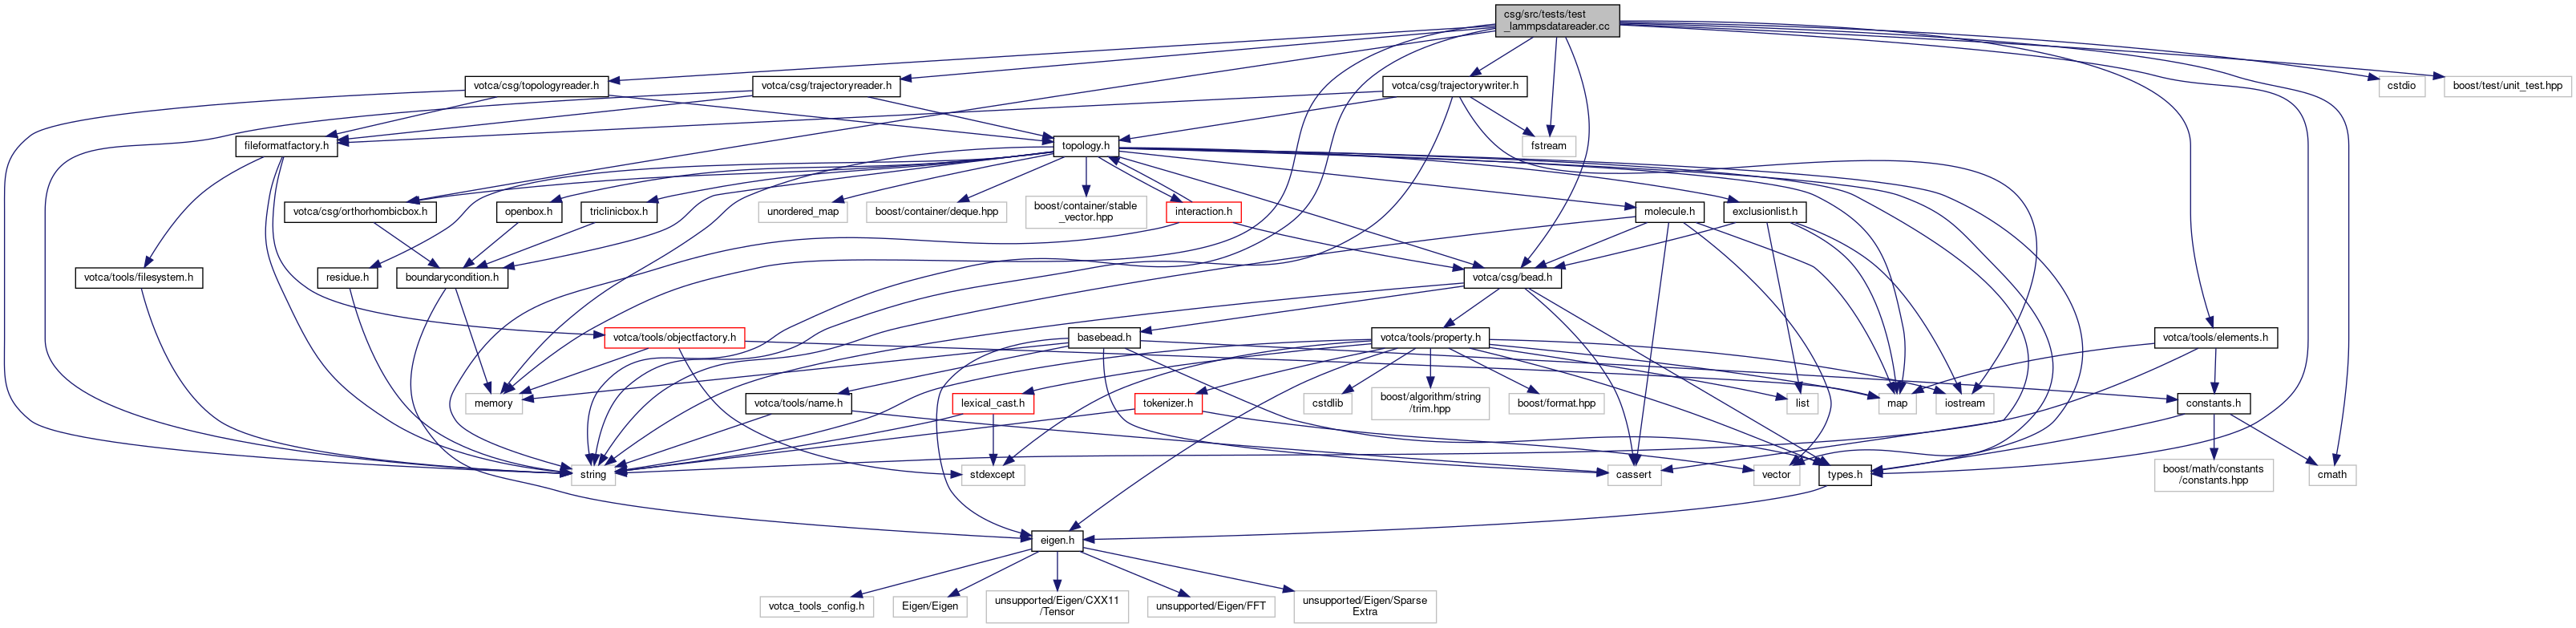 csg/src/tests/test
_lammpsdatareader.cc
votca/csg/topologyreader.h
votca/csg/trajectoryreader.h
votca/csg/trajectorywriter.h
cstdio
boost/test/unit_test.hpp
fileformatfactory.h
topology.h
fstream
votca/csg/orthorhombicbox.h
openbox.h
triclinicbox.h
unordered_map
boost/container/deque.hpp
boost/container/stable
_vector.hpp
interaction.h
molecule.h
exclusionlist.h
votca/tools/filesystem.h
residue.h
boundarycondition.h
votca/csg/bead.h
votca/tools/objectfactory.h
basebead.h
votca/tools/property.h
votca/tools/elements.h
memory
votca/tools/name.h
lexical_cast.h
tokenizer.h
cstdlib
boost/algorithm/string
/trim.hpp
boost/format.hpp
list
map
iostream
constants.h
string
stdexcept
cassert
vector
types.h
boost/math/constants
/constants.hpp
cmath
eigen.h
votca_tools_config.h
Eigen/Eigen
unsupported/Eigen/CXX11
/Tensor
unsupported/Eigen/FFT
unsupported/Eigen/Sparse
Extra